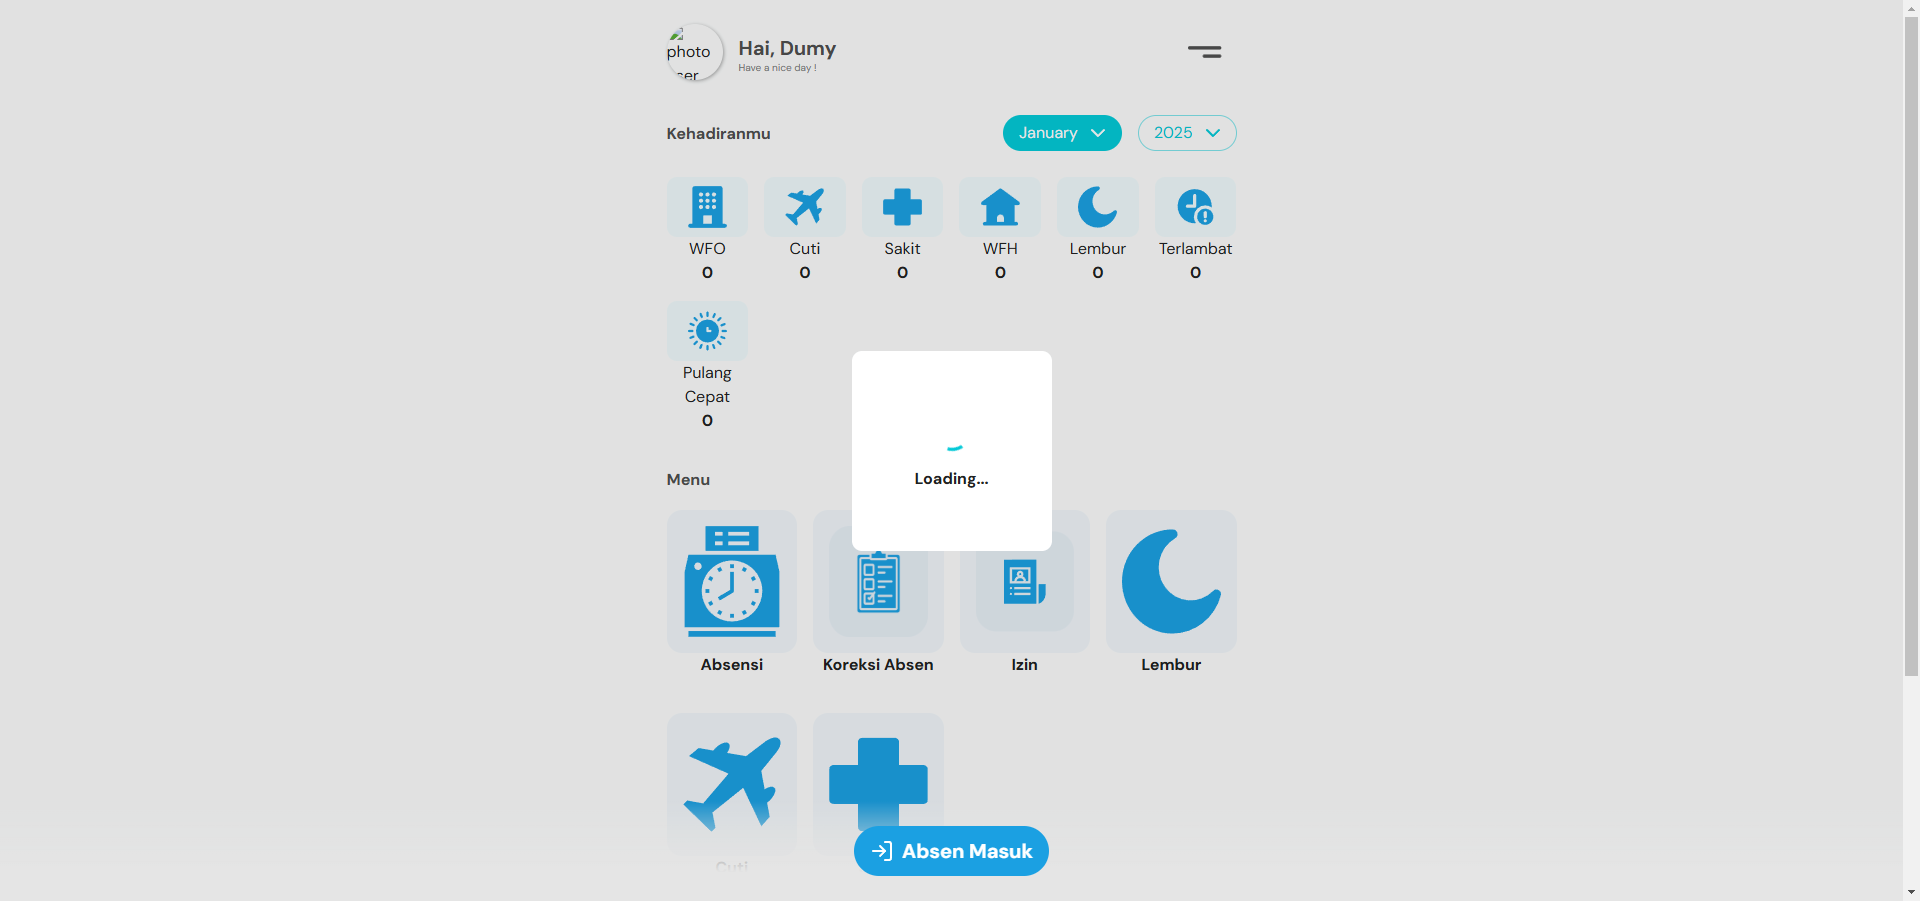 photo
Hai, Dumy
Have a nice day !
Kehadiranmu
January
2025
WFO
0
Cuti
0
Sakit
0
WFH
0
Lembur
0
Terlambat
0
Pulang
Cepat
0
Loading...
Menu
Absensi
Koreksi Absen
Izin
Lembur
Cuti
Absen Masuk